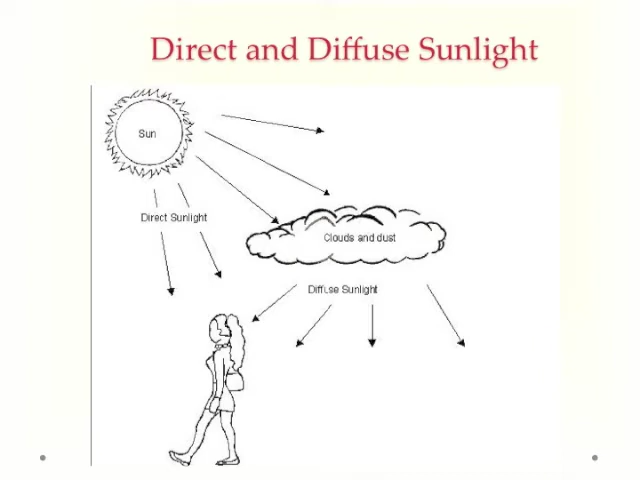 Direct and Diffuse Sunlight
Sun
Direct Sunlight
Clouds and dust
Diffuse Sunlight